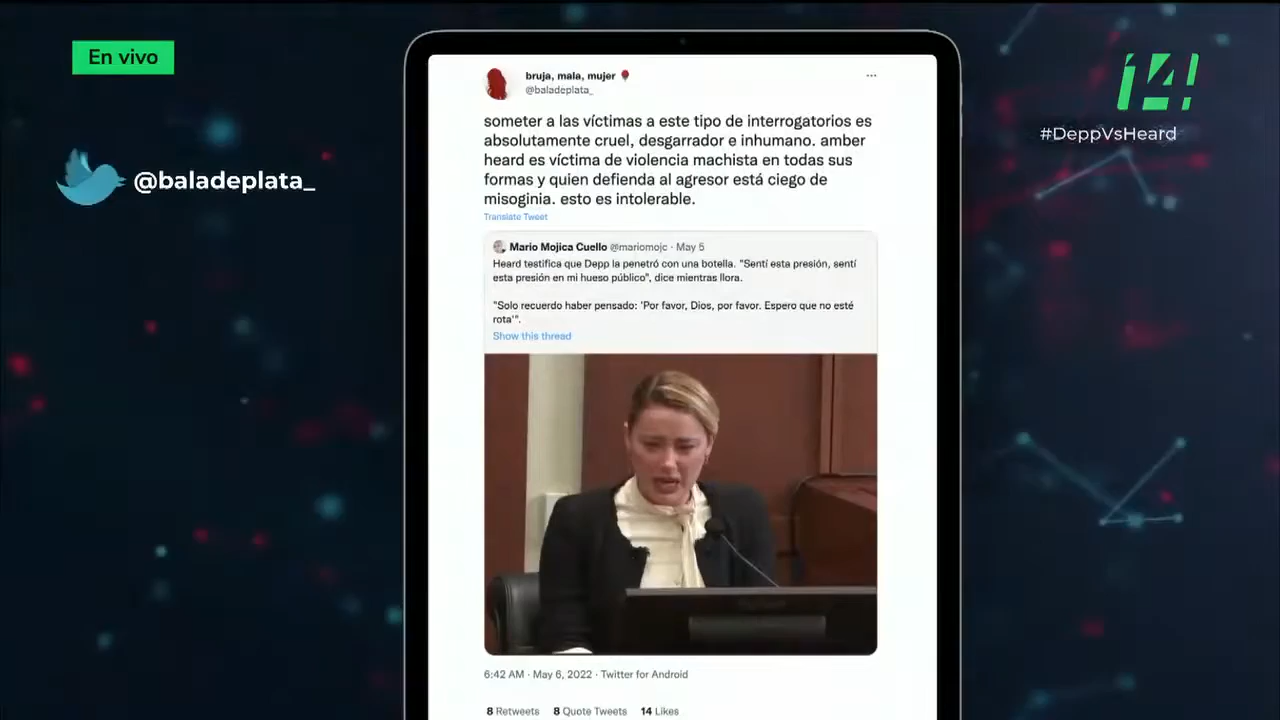 En vivo
14!
#DeppVsHeard
@baladeplata_
bruja, mala, mujer
@baladeplata_
someter a las víctimas a este tipo de interrogatorios es
absolutamente cruel, desgarrador e inhumano. amber
heard es víctima de violencia machista en todas sus
formas y quien defienda al agresor está ciego de
misoginia. esto es intolerable.
Translate Tweet
Mario Mojica Cuello @mariomojc · May 5
Heard testifica que Depp la penetró con una botella. "Sentí esta presión, sentí
esta presión en mi hueso público", dice mientras llora.
"Solo recuerdo haber pensado: 'Por favor, Dios, por favor. Espero que no esté
rota'".
Show this thread
6:42 AM · May 6, 2022 · Twitter for Android
8 Retweets 8 Quote Tweets 14 Likes